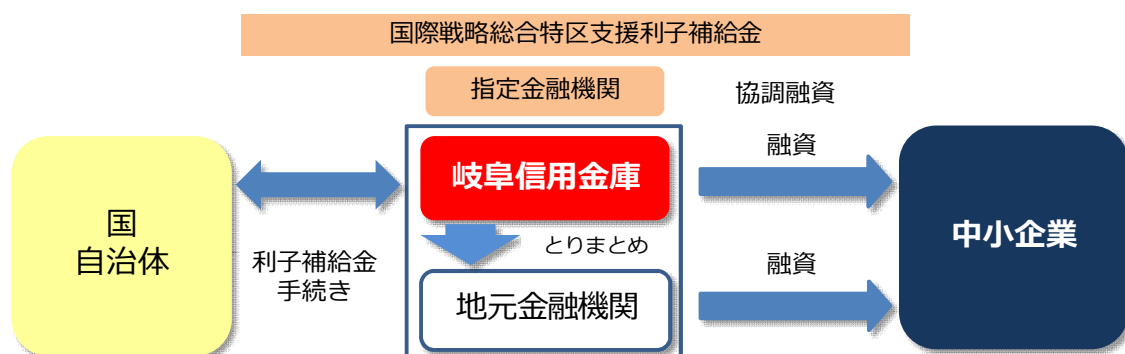 国際戦略総合特区支援利子補給金
指定金融機関
協調融資
融資
岐阜信用金庫
国
自治体
利子補給金
手続き
とりまとめ
地元金融機関
融資
中小企業